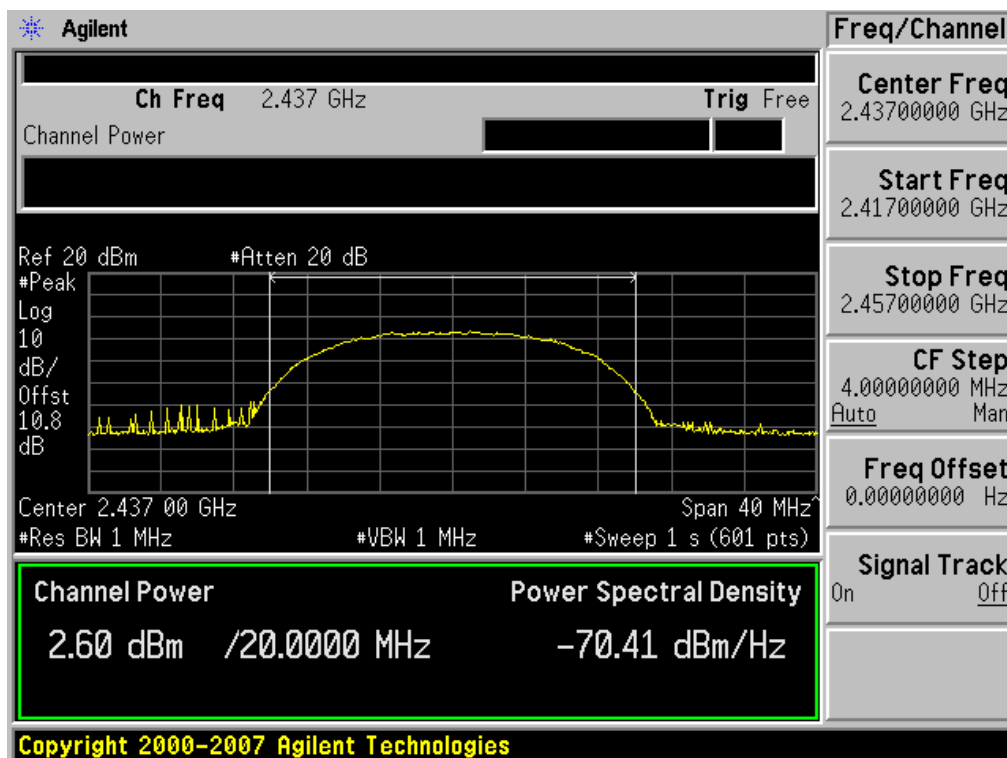 Agilent
Freq/Channel
Ch Freq 2.437 GHz Trig Free
Channel Power
Center Freq
2.43700000 GHz
Start Freq
2.41700000 GHz
Stop Freq
2.45700000 GHz
CF Step
4.00000000 MHz
Auto Man
Freq Offset
0.00000000 Hz
Signal Track
On Off
Ref 20 dBm #Atten 20 dB
#Peak
Log
10
dB/
Offst
10.8
dB
Center 2.437 00 GHz Span 40 MHz^
#Res BW 1 MHz #VBW 1 MHz #Sweep 1 s (601 pts)
Channel Power Power Spectral Density
2.60 dBm /20.0000 MHz -70.41 dBm/Hz
Copyright 2000-2007 Agilent Technologies